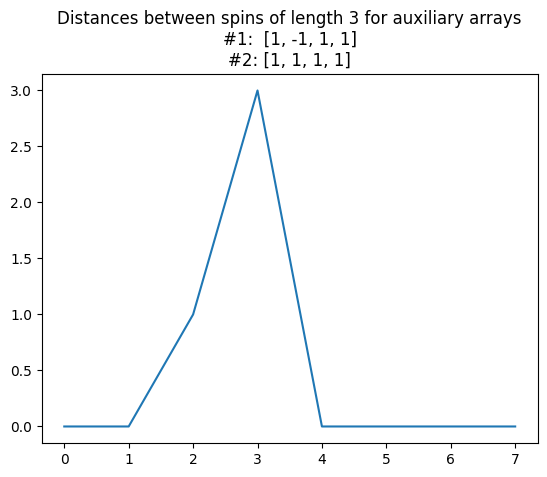 Distances between spins of length 3 for auxiliary arrays
#1:  [1, -1, 1, 1]
#2: [1, 1, 1, 1]
3.0
2.5
2.0
1.5
1.0
0.5
0.0
0 1 2 3 4 5 6 7